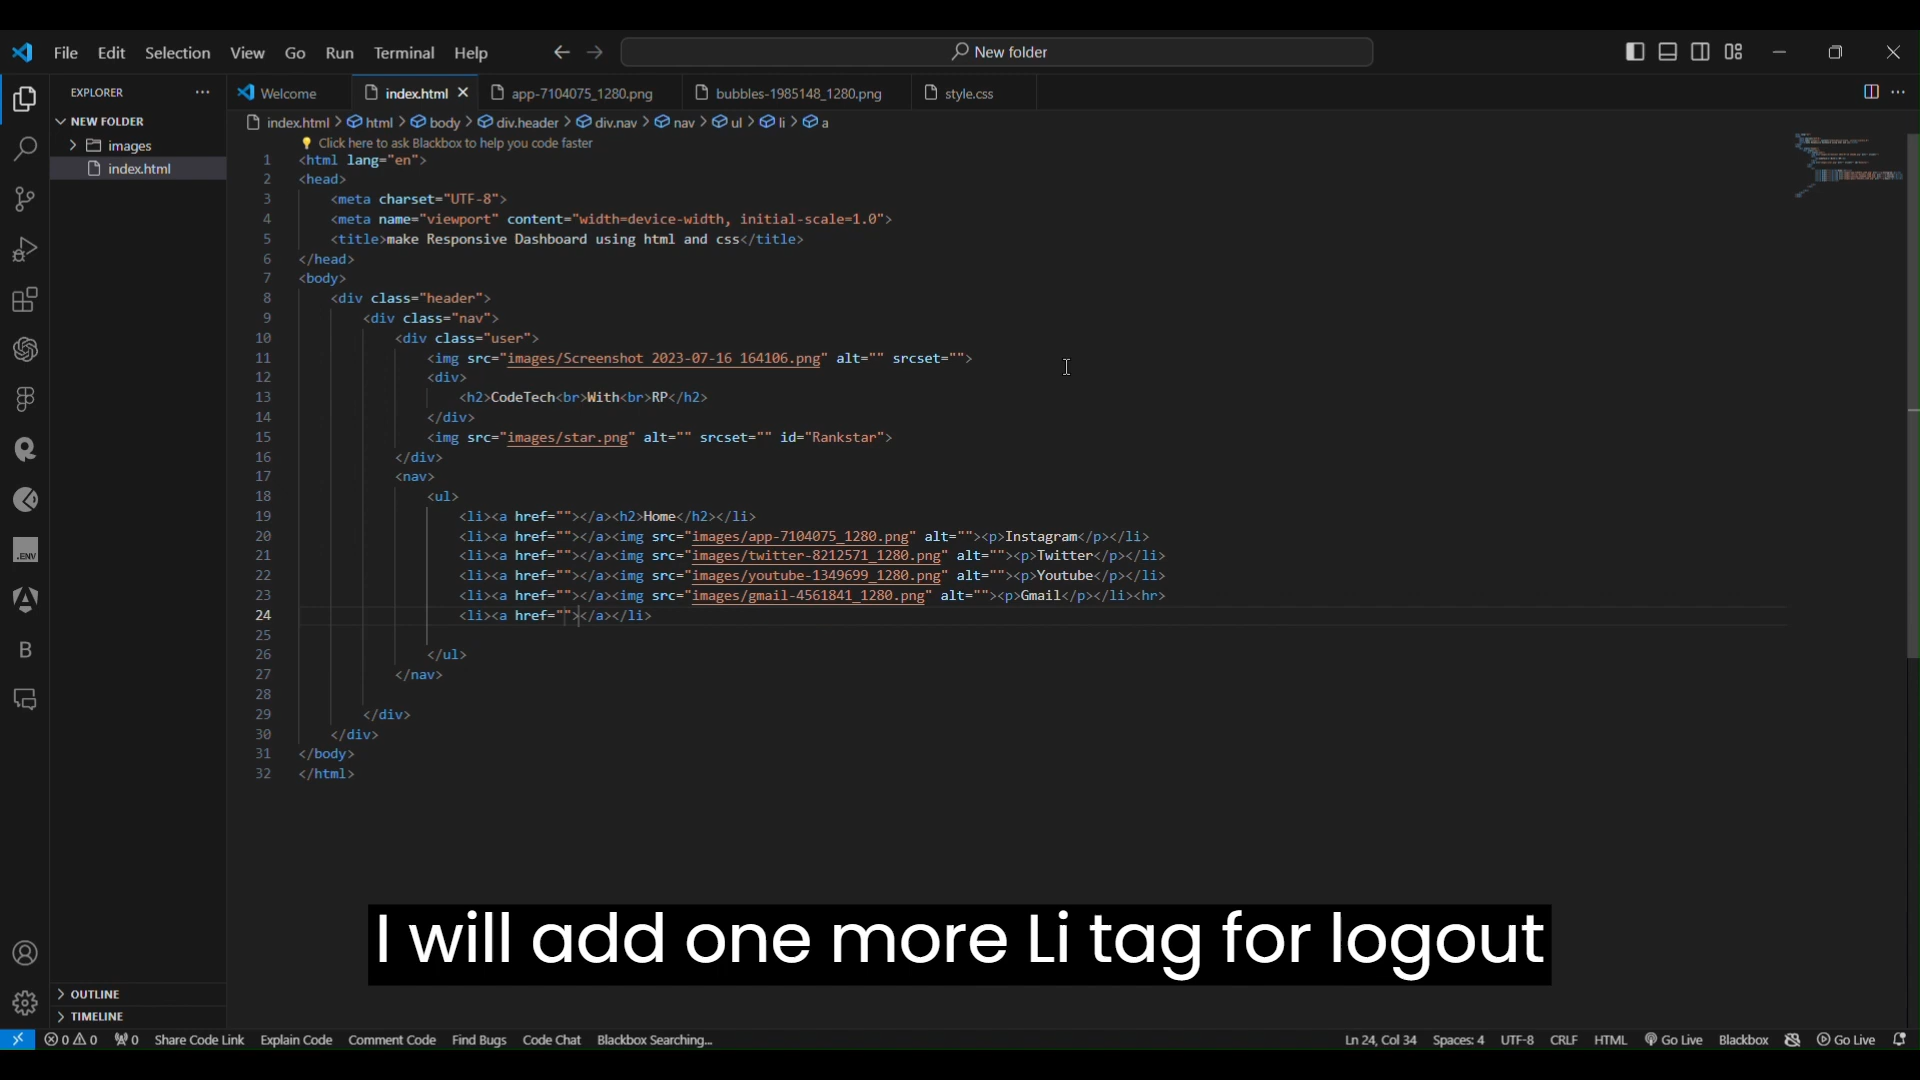 File Edit Selection View Go Run Terminal Help
New folder
EXPLORER
NEW FOLDER
images
index.html
Welcome
index.html
app-7104075_1280.png
bubbles-1985148_1280.png
style.css
index.html > html > body > div.header > div.nav > nav > ul > li > a
Click here to ask Blackbox to help you code faster
1 <html lang="en">
2 <head>
3 <meta charset="UTF-8">
4 <meta name="viewport" content="width=device-width, initial-scale=1.0">
5 <title>make Responsive Dashboard using html and css</title>
6 </head>
7 <body>
8 <div class="header">
9 <div class="nav">
10 <div class="user">
11 <img src="images/Screenshot 2023-07-16 164106.png" alt="" srcset="">
12 <div>
13 <h2>CodeTech<br>With<br>RP</h2>
14 </div>
15 <img src="images/star.png" alt="" srcset="" id="Rankstar">
16 </div>
17 <nav>
18 <ul>
19 <li><a href=""></a><h2>Home</h2></li>
20 <li><a href=""></a><img src="images/app-7104075_1280.png" alt=""><p>Instagram</p></li>
21 <li><a href=""></a><img src="images/twitter-8212571_1280.png" alt=""><p>Twitter</p></li>
22 <li><a href=""></a><img src="images/youtube-1349699_1280.png" alt=""><p>Youtube</p></li>
23 <li><a href=""></a><img src="images/gmail-4561841_1280.png" alt=""><p>Gmail</p></li><hr>
24 <li><a href=""></a></li>
25
26 </ul>
27 </nav>
28
29 </div>
30 </div>
31 </body>
32 </html>
.ENV
B
I will add one more Li tag for logout
OUTLINE
TIMELINE
0 0 0 Share Code Link Explain Code Comment Code Find Bugs Code Chat Blackbox Searching... Ln 24, Col 34 Spaces: 4 UTF-8 CRLF HTML Go Live Blackbox Go Live